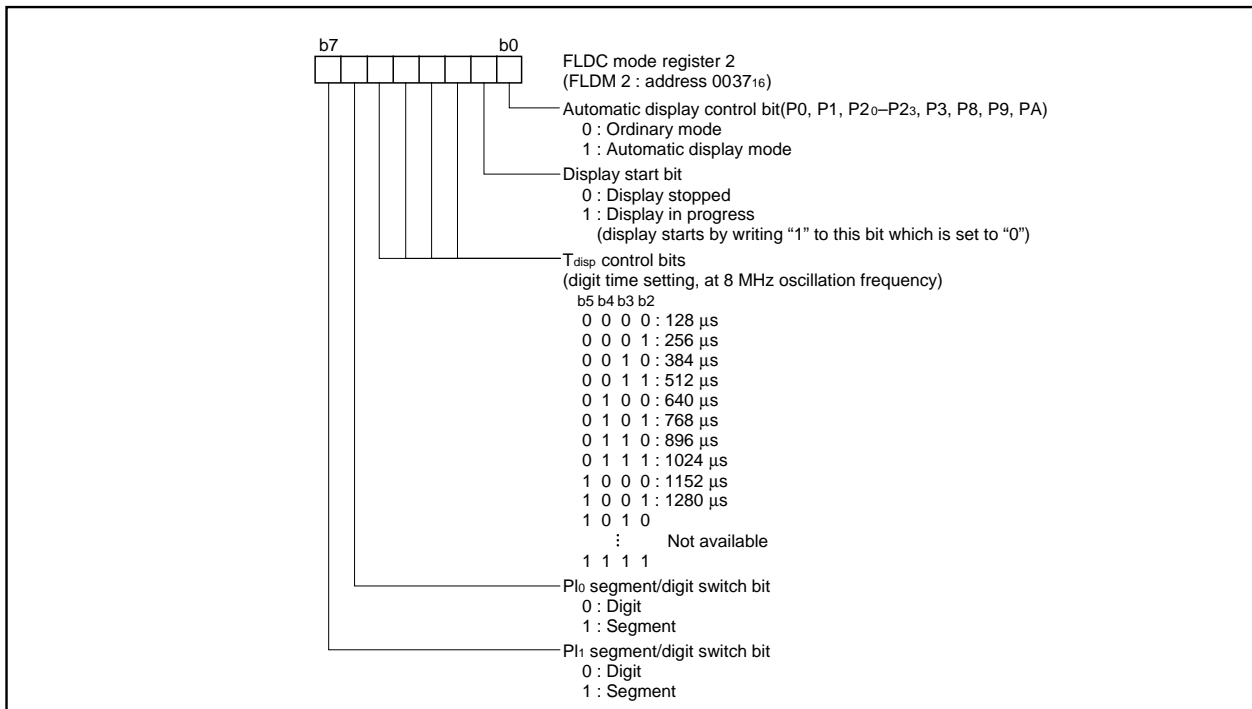 b7 b0
FLDC mode register 2
(FLDM 2 : address 003716)
Automatic display control bit(P0, P1, P20–P23, P3, P8, P9, PA)
0 : Ordinary mode
1 : Automatic display mode
Display start bit
0 : Display stopped
1 : Display in progress
(display starts by writing “1” to this bit which is set to “0”)
Tdisp control bits
(digit time setting, at 8 MHz oscillation frequency)
b5 b4 b3 b2
0 0 0 0 : 128 μs
0 0 0 1 : 256 μs
0 0 1 0 : 384 μs
0 0 1 1 : 512 μs
0 1 0 0 : 640 μs
0 1 0 1 : 768 μs
0 1 1 0 : 896 μs
0 1 1 1 : 1024 μs
1 0 0 0 : 1152 μs
1 0 0 1 : 1280 μs
1 0 1 0
⋮ Not available
1 1 1 1
PI0 segment/digit switch bit
0 : Digit
1 : Segment
PI1 segment/digit switch bit
0 : Digit
1 : Segment